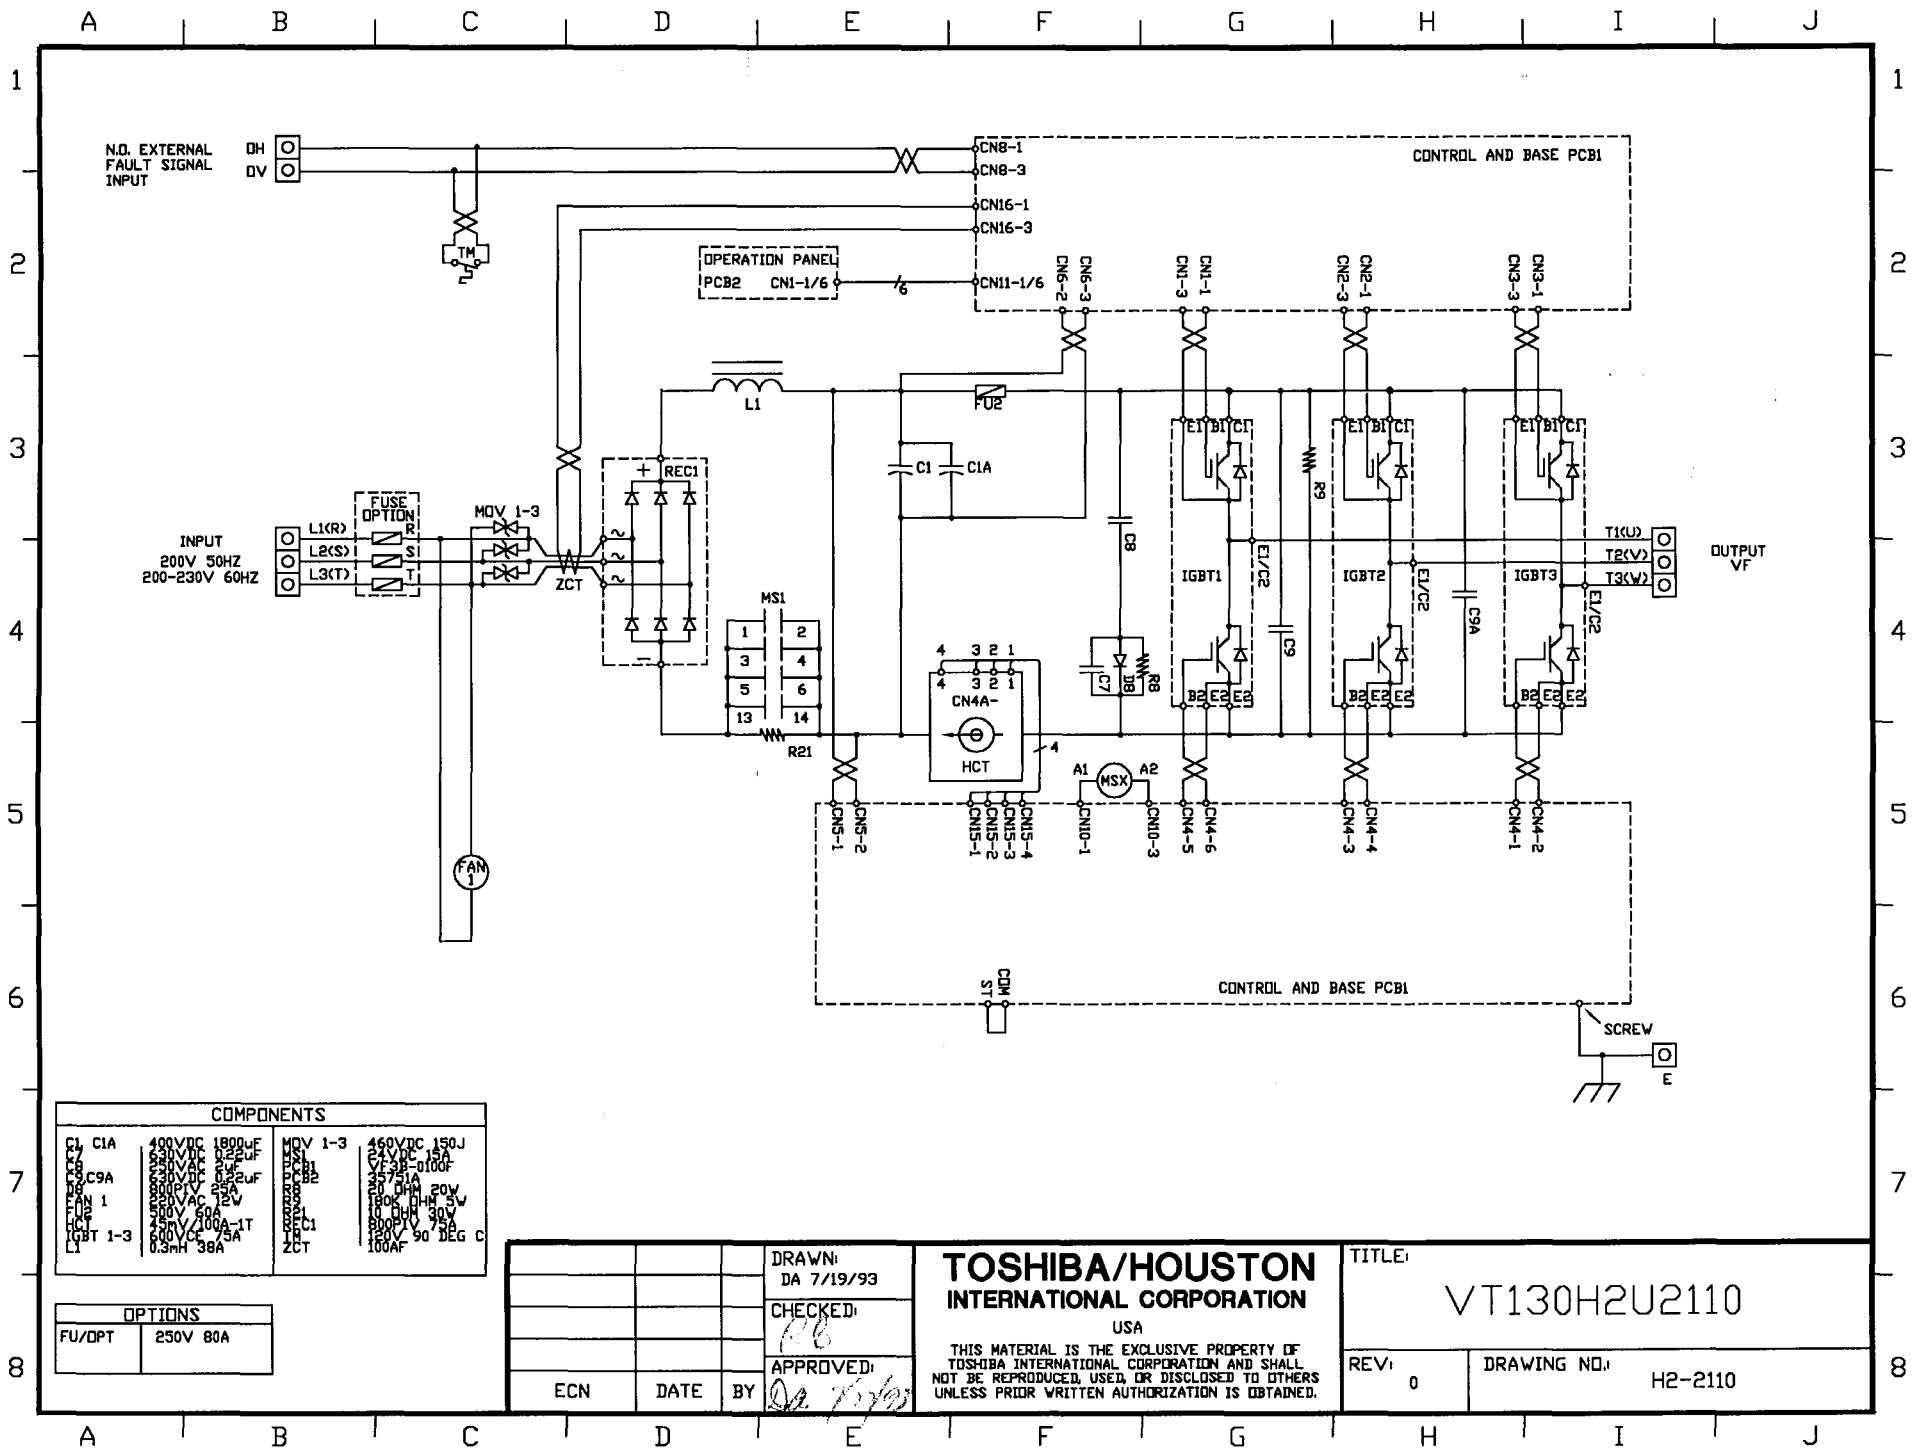 A B C D E F G H I J
1 1
N.O. EXTERNAL
FAULT SIGNAL
INPUT
OH
OV
CN8-1
CN8-3
CONTROL AND BASE PCB1
CN16-1
CN16-3
TM
2 2
OPERATION PANEL
PCB2 CN1-1/6
6
CN11-1/6
CN6-2
CN6-3
CN1-3
CN1-1
CN2-3
CN2-1
CN3-3
CN3-1
L1
FU2
E1 B1 C1
E1 B1 C1
E1 B1 C1
3 3
+ REC1
C1
C1A
R9
FUSE
OPTION
MOV 1-3
INPUT
200V 50HZ
200-230V 60HZ
L1(R)
L2(S)
L3(T)
R
S
T
ZCT
~
~
~
C8
IGBT1
E1/C2
IGBT2
E1/C2
IGBT3
E1/C2
T1(U)
T2(V)
T3(W)
OUTPUT
VF
MS1
4 4
1 2
3 4
5 6
13 14
R21
-
4 3 2 1
4 3 2 1
CN4A-
HCT
4
C7
D8
R8
C9
C9A
B2 E2 E2
B2 E2 E2
B2 E2 E2
A1 MSX A2
5 5
CN5-1
CN5-2
CN15-1
CN15-2
CN15-3
CN15-4
CN10-1
CN10-3
CN4-5
CN4-6
CN4-3
CN4-4
CN4-1
CN4-2
FAN
1
6 6
ST
COM
CONTROL AND BASE PCB1
SCREW
E
COMPONENTS
C1, C1A 400VDC 1800uF MOV 1-3 460VDC 150J
C7 630VDC 0.22uF MS1 24VDC 15A
C8 250VAC 2uF PCB1 VF3B-0100F
C9,C9A 630VDC 0.22uF PCB2 35751A
D8 800PIV 25A R8 20 OHM 20W
FAN 1 220VAC 12W R9 180K OHM 5W
FU2 500V 60A R21 10 OHM 30W
HCT 45mV/100A-1T REC1 800PIV 75A
IGBT 1-3 600VCE 75A TM 120V 90 DEG C
L1 0.3mH 38A ZCT 100AF
7 7
OPTIONS
FU/OPT 250V 80A
8 8
ECN DATE BY
DRAWN:
DA 7/19/93
CHECKED:
APPROVED:
TOSHIBA/HOUSTON
INTERNATIONAL CORPORATION
USA
THIS MATERIAL IS THE EXCLUSIVE PROPERTY OF
TOSHIBA INTERNATIONAL CORPORATION AND SHALL
NOT BE REPRODUCED, USED, OR DISCLOSED TO OTHERS
UNLESS PRIOR WRITTEN AUTHORIZATION IS OBTAINED.
TITLE:
VT130H2U2110
REV:
0
DRAWING NO.:
H2-2110
A B C D E F G H I J